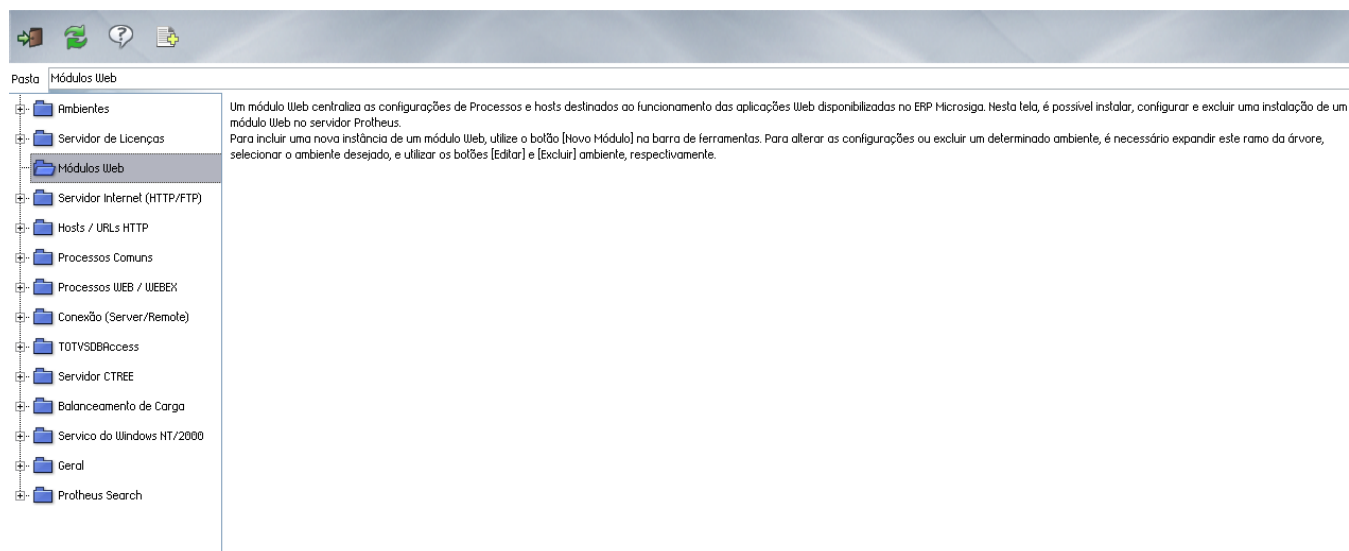 Pasta Módulos Web
Ambientes
Servidor de Licenças
Módulos Web
Servidor Internet (HTTP/FTP)
Hosts / URLs HTTP
Processos Comuns
Processos WEB / WEBEX
Conexão (Server/Remote)
TOTVSDBAccess
Servidor CTREE
Balanceamento de Carga
Servico do Windows NT/2000
Geral
Protheus Search
Um módulo Web centraliza as configurações de Processos e hosts destinados ao funcionamento das aplicações Web disponibilizadas no ERP Microsiga. Nesta tela, é possível instalar, configurar e excluir uma instalação de um
módulo Web no servidor Protheus.
Para incluir uma nova instância de um módulo Web, utilize o botão [Novo Módulo] na barra de ferramentas. Para alterar as configurações ou excluir um determinado ambiente, é necessário expandir este ramo da árvore,
selecionar o ambiente desejado, e utilizar os botões [Editar] e [Excluir] ambiente, respectivamente.